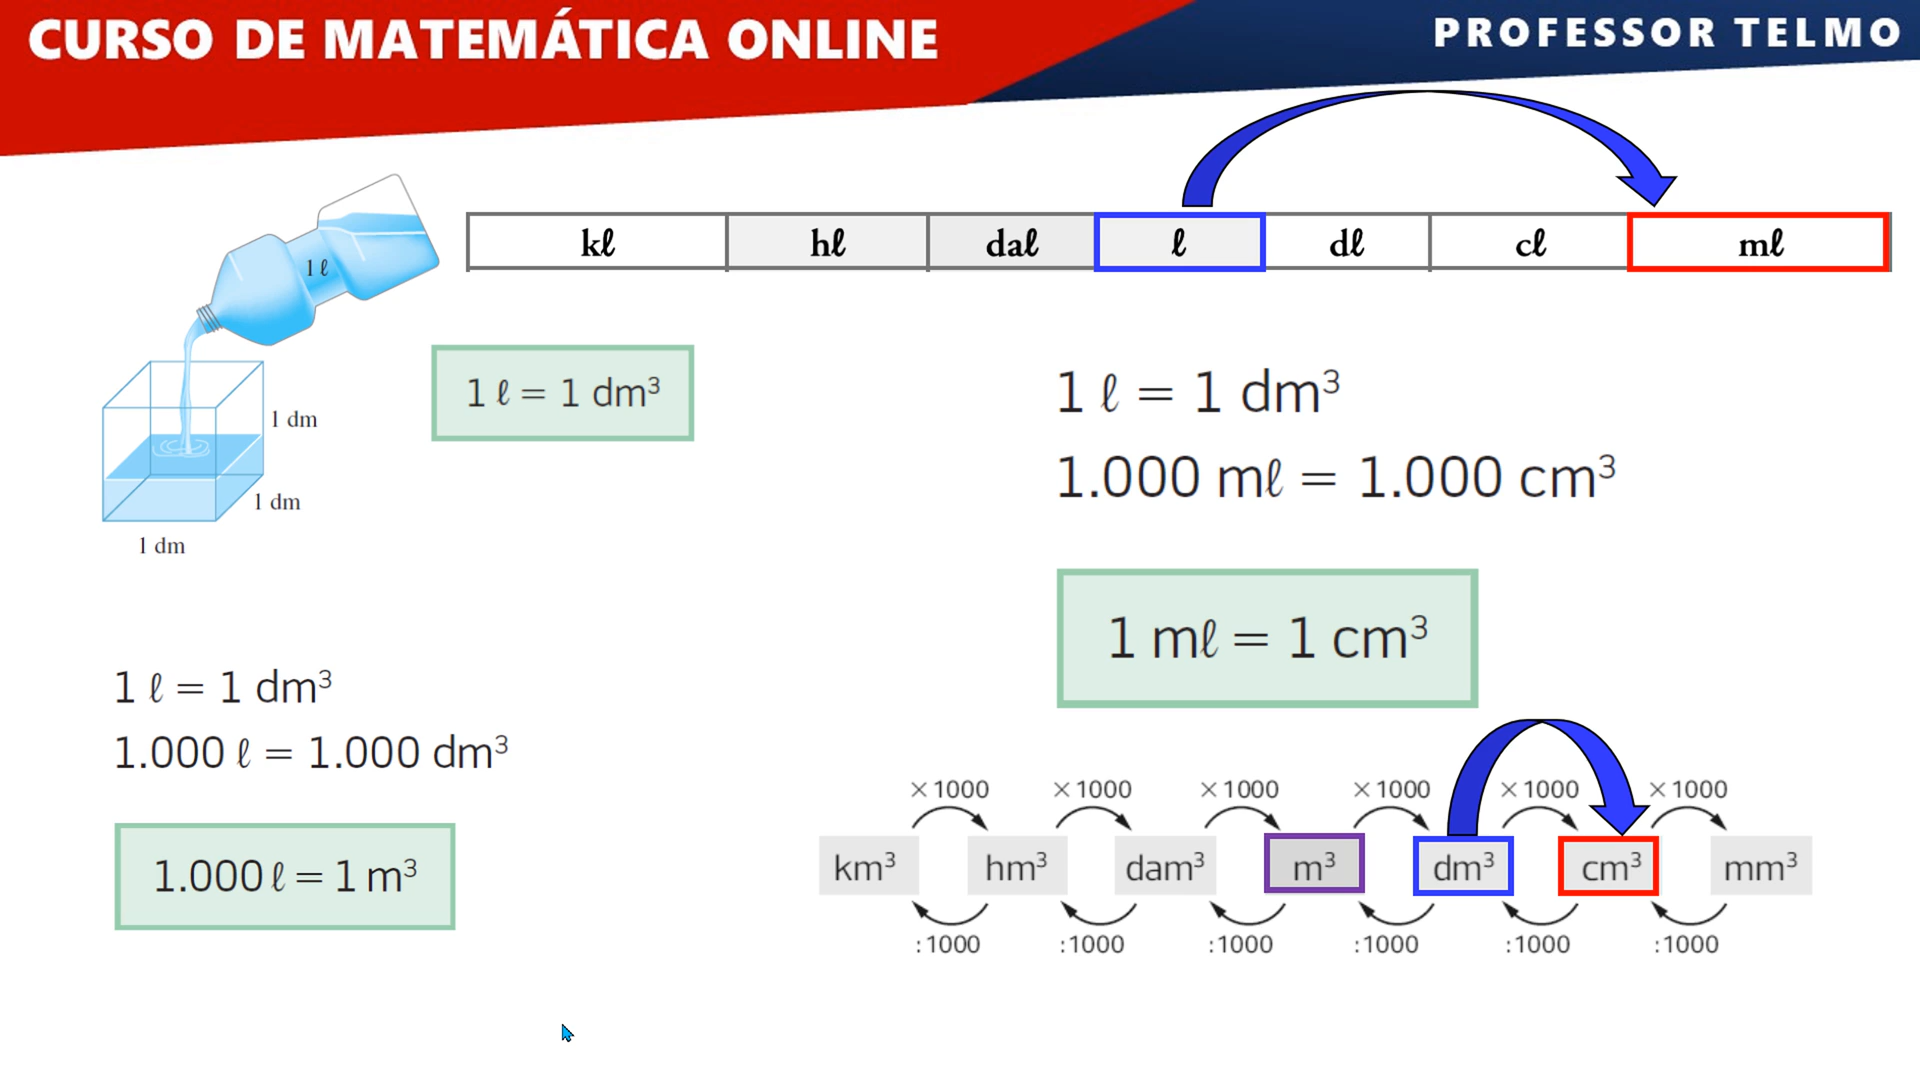 CURSO DE MATEMÁTICA ONLINE
PROFESSOR TELMO
kℓ hℓ daℓ ℓ dℓ cℓ mℓ
1 ℓ
1 dm
1 dm
1 dm
1 ℓ = 1 dm³
1 ℓ = 1 dm³
1.000 mℓ = 1.000 cm³
1 mℓ = 1 cm³
1 ℓ = 1 dm³
1.000 ℓ = 1.000 dm³
1.000 ℓ = 1 m³
×1000 ×1000 ×1000 ×1000 ×1000 ×1000
km³ hm³ dam³ m³ dm³ cm³ mm³
:1000 :1000 :1000 :1000 :1000 :1000